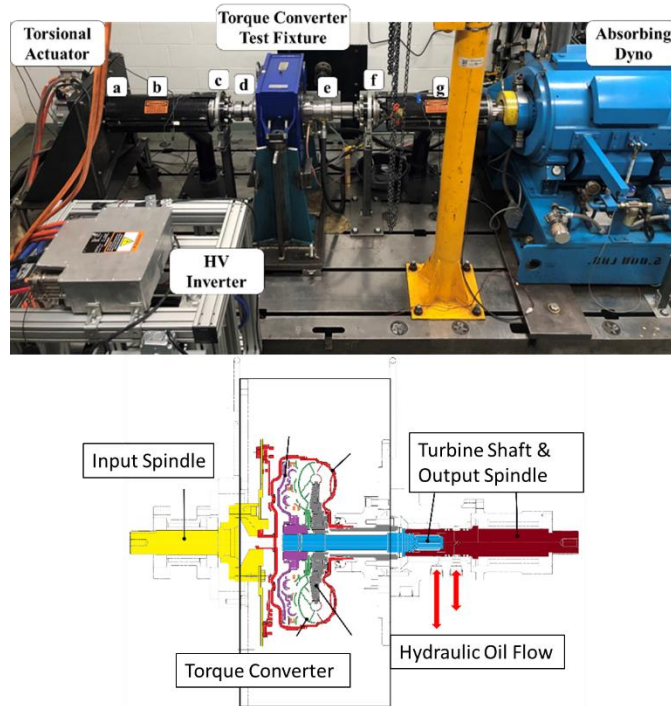 Torsional
Actuator
Torque Converter
Test Fixture
Absorbing
Dyno
a
b
c
d
e
f
g
HV
Inverter
Input Spindle
Turbine Shaft &
Output Spindle
Torque Converter
Hydraulic Oil Flow